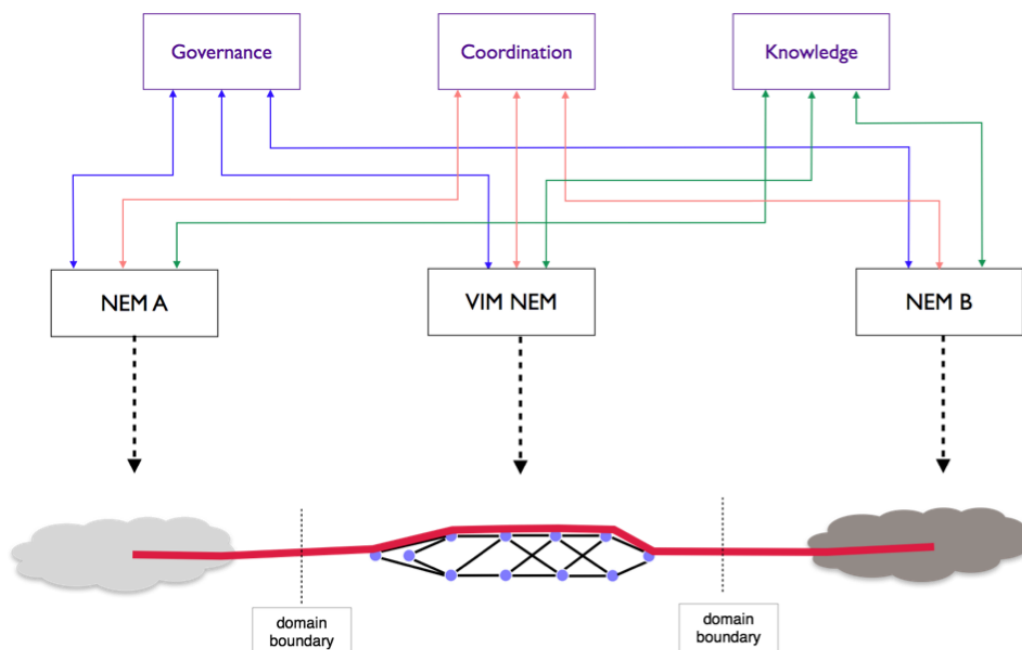 Governance
Coordination
Knowledge
NEM A
VIM NEM
NEM B
domain
boundary
domain
boundary